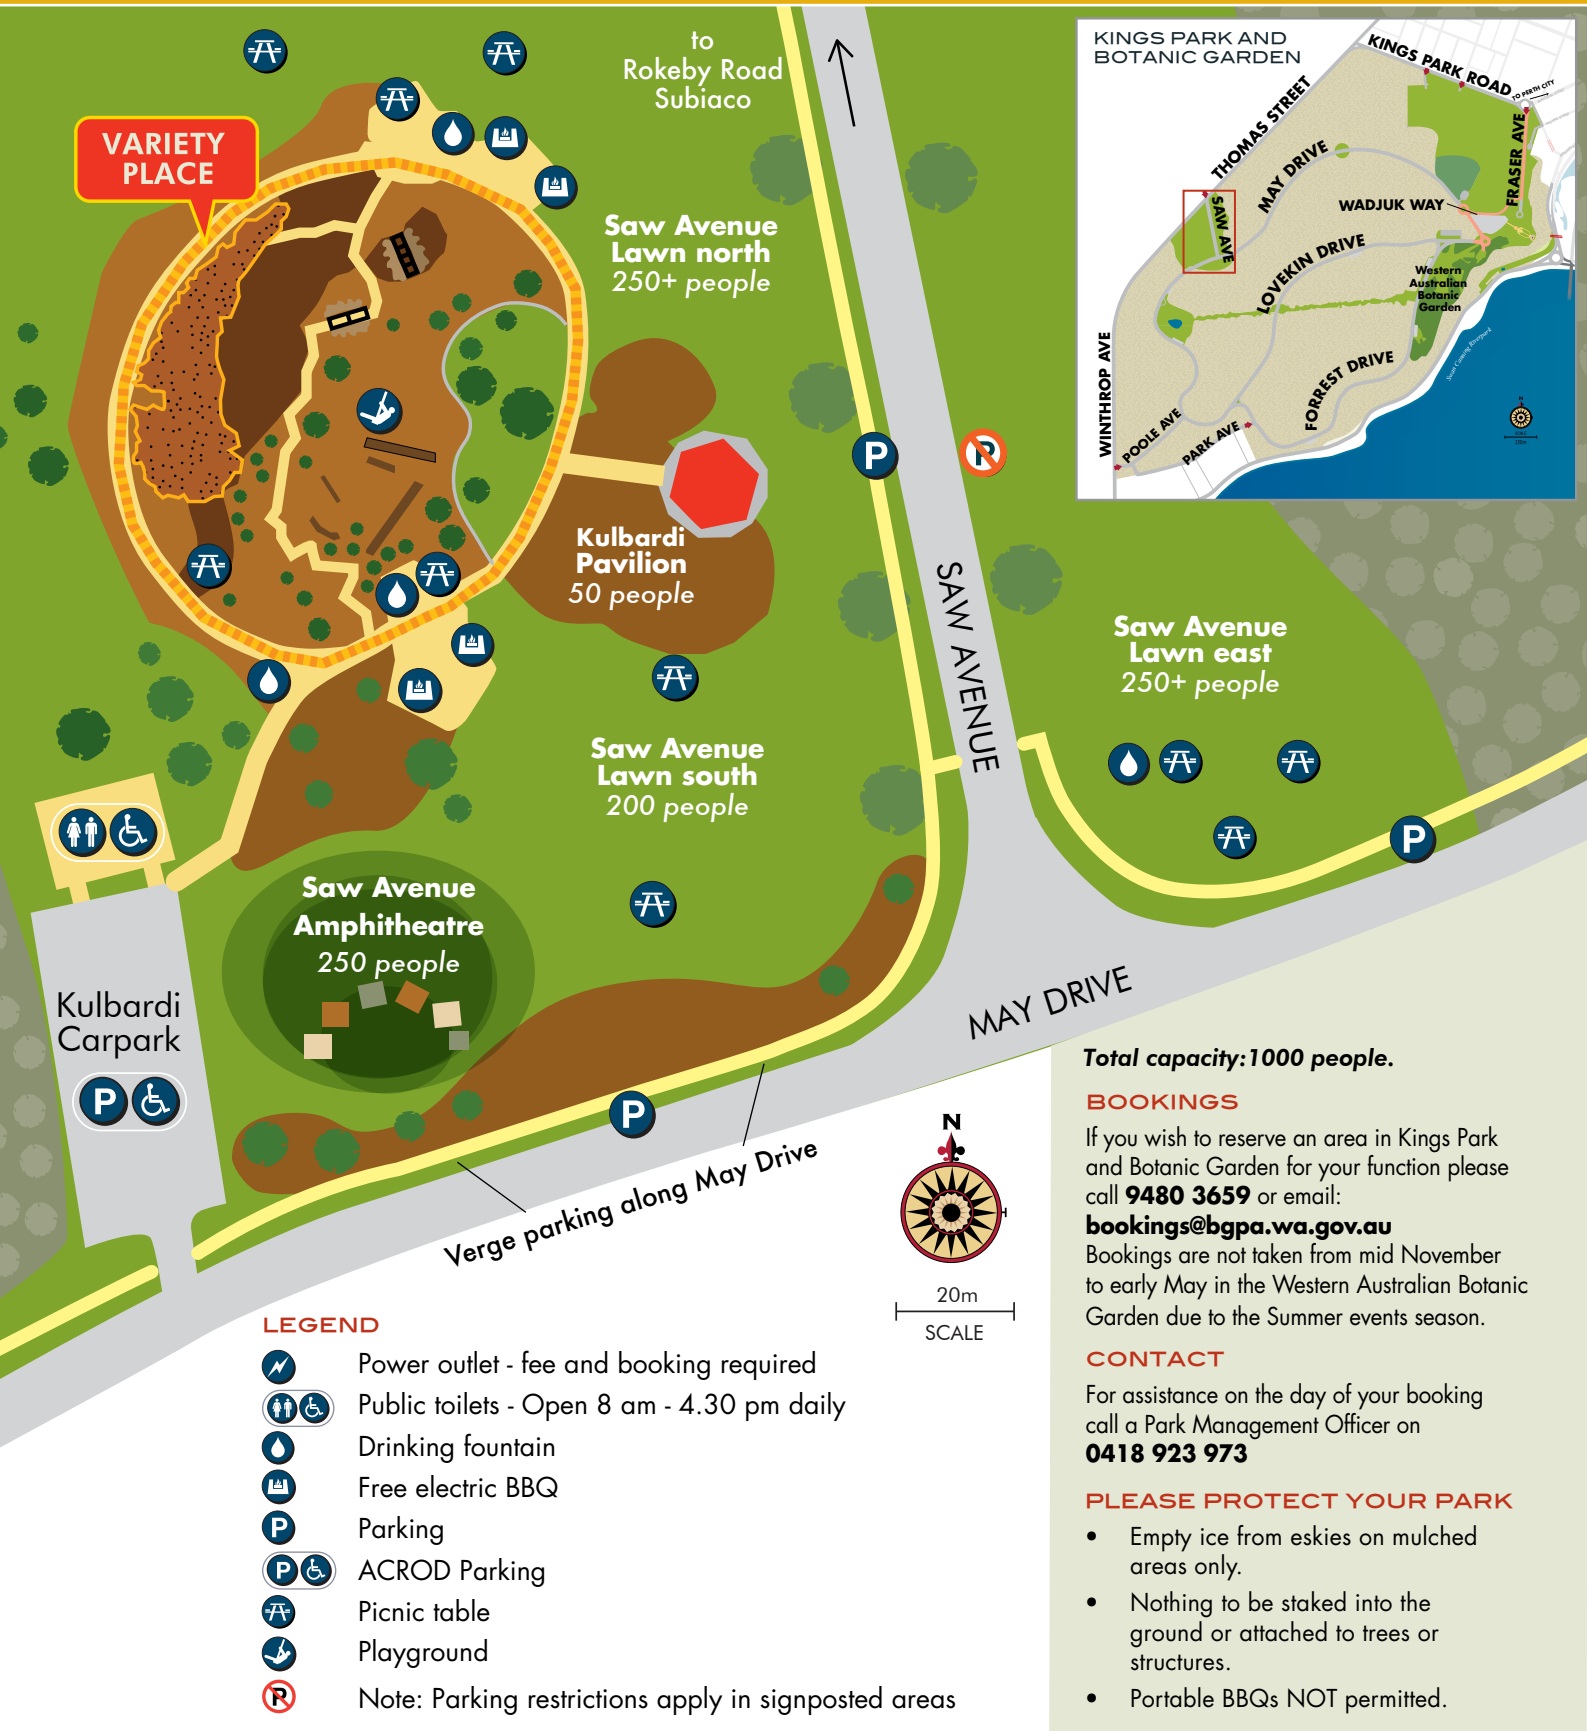 to
Rokeby Road
Subiaco
VARIETY
PLACE
Saw Avenue
Lawn north
250+ people
Kulbardi
Pavilion
50 people
P
P
SAW AVENUE
Saw Avenue
Lawn east
250+ people
Saw Avenue
Lawn south
200 people
P
Saw Avenue
Amphitheatre
250 people
Kulbardi
Carpark
P
P
MAY DRIVE
Verge parking along May Drive
KINGS PARK AND
BOTANIC GARDEN
KINGS PARK ROAD
TO PERTH CITY
THOMAS STREET
FRASER AVE
MAY DRIVE
WADJUK WAY
SAW AVE
LOVEKIN DRIVE
Western
Australian
Botanic
Garden
Swan Canning Riverpark
WINTHROP AVE
FORREST DRIVE
POOLE AVE
PARK AVE
N
SCALE
250m
N
20m
SCALE
LEGEND
Power outlet - fee and booking required
Public toilets - Open 8 am - 4.30 pm daily
Drinking fountain
Free electric BBQ
P Parking
P ACROD Parking
Picnic table
Playground
P Note: Parking restrictions apply in signposted areas
Total capacity:1000 people.
BOOKINGS
If you wish to reserve an area in Kings Park
and Botanic Garden for your function please
call 9480 3659 or email:
bookings@bgpa.wa.gov.au
Bookings are not taken from mid November
to early May in the Western Australian Botanic
Garden due to the Summer events season.
CONTACT
For assistance on the day of your booking
call a Park Management Officer on
0418 923 973
PLEASE PROTECT YOUR PARK
• Empty ice from eskies on mulched
areas only.
• Nothing to be staked into the
ground or attached to trees or
structures.
• Portable BBQs NOT permitted.